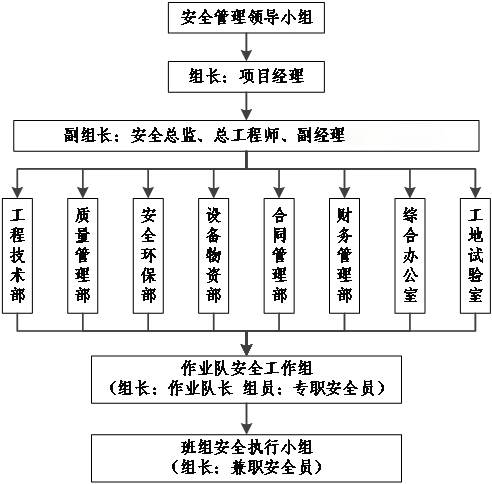 安全管理领导小组
组长：项目经理
副组长：安全总监、总工程师、副经理
工程技术部
质量管理部
安全环保部
设备物资部
合同管理部
财务管理部
综合办公室
工地试验室
作业队安全工作组
（组长：作业队长 组员：专职安全员）
班组安全执行小组
（组长：兼职安全员）